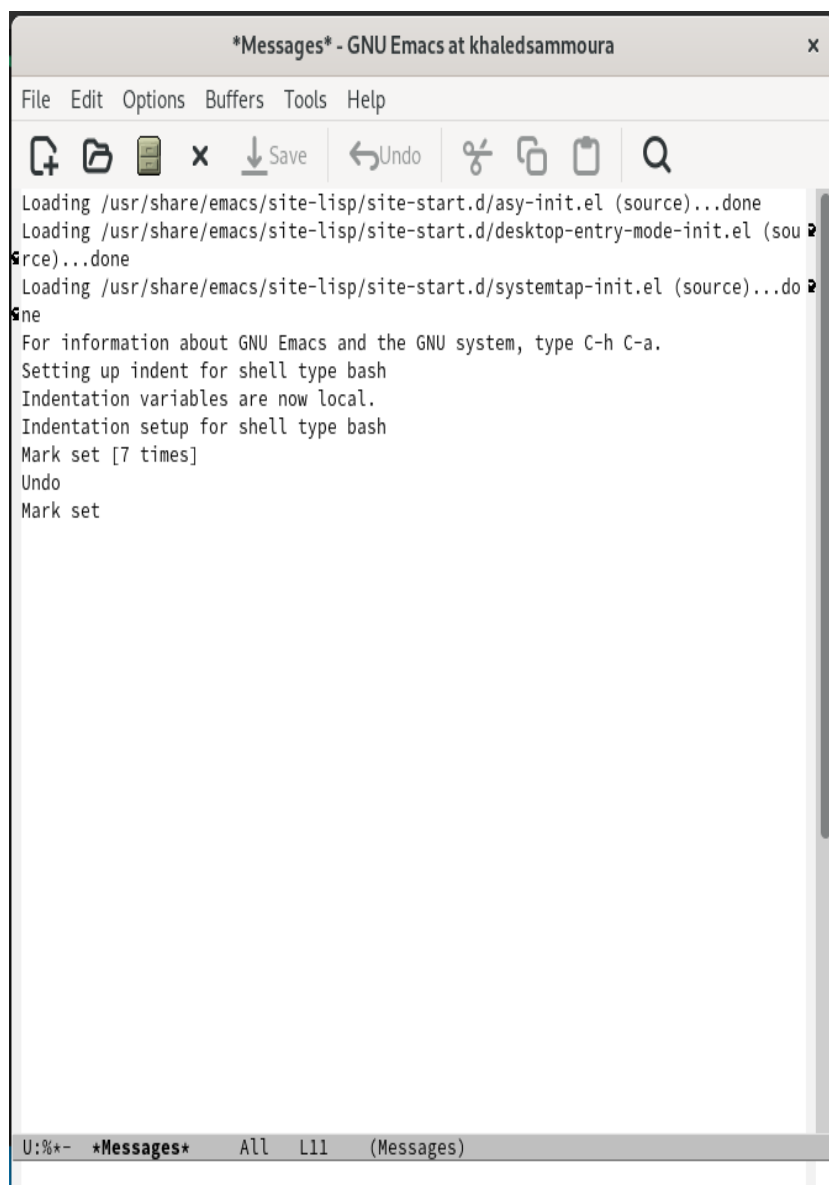 *Messages* - GNU Emacs at khaledsammoura
File Edit Options Buffers Tools Help
Save Undo
Loading /usr/share/emacs/site-lisp/site-start.d/asy-init.el (source)...done
Loading /usr/share/emacs/site-lisp/site-start.d/desktop-entry-mode-init.el (sou
rce)...done
Loading /usr/share/emacs/site-lisp/site-start.d/systemtap-init.el (source)...do
ne
For information about GNU Emacs and the GNU system, type C-h C-a.
Setting up indent for shell type bash
Indentation variables are now local.
Indentation setup for shell type bash
Mark set [7 times]
Undo
Mark set
U:%*- *Messages* All L11 (Messages)